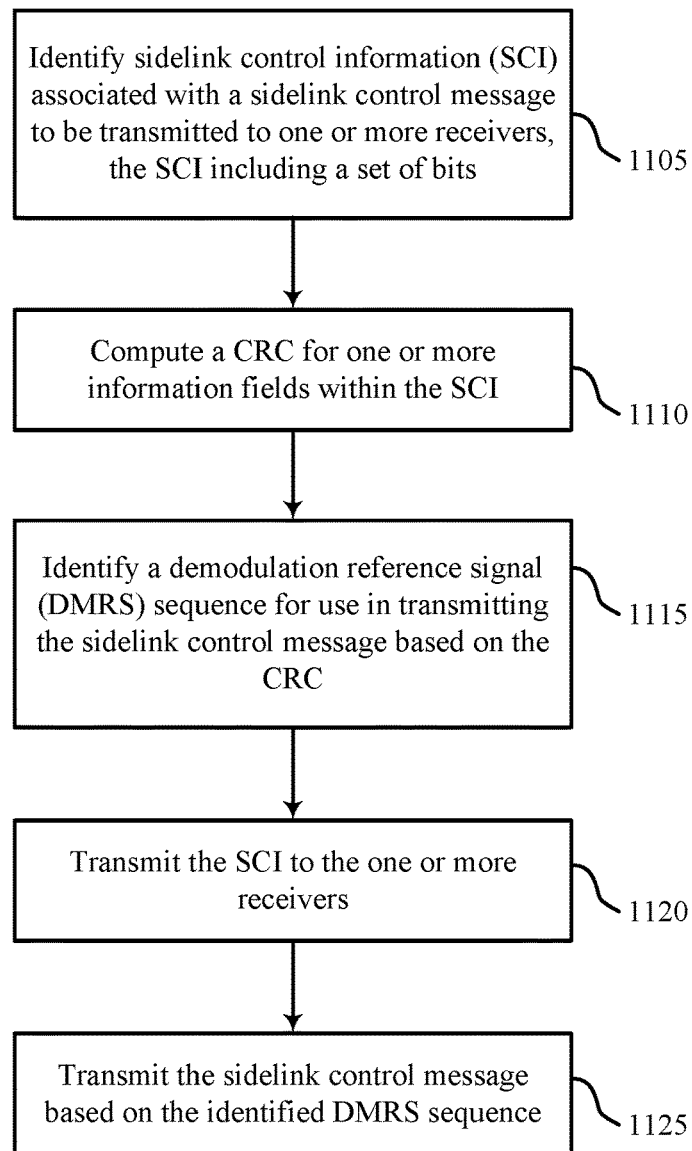 Identify sidelink control information (SCI)
associated with a sidelink control message
to be transmitted to one or more receivers,
the SCI including a set of bits
1105
Compute a CRC for one or more
information fields within the SCI
1110
Identify a demodulation reference signal
(DMRS) sequence for use in transmitting
the sidelink control message based on the
CRC
1115
Transmit the SCI to the one or more
receivers
1120
Transmit the sidelink control message
based on the identified DMRS sequence
1125